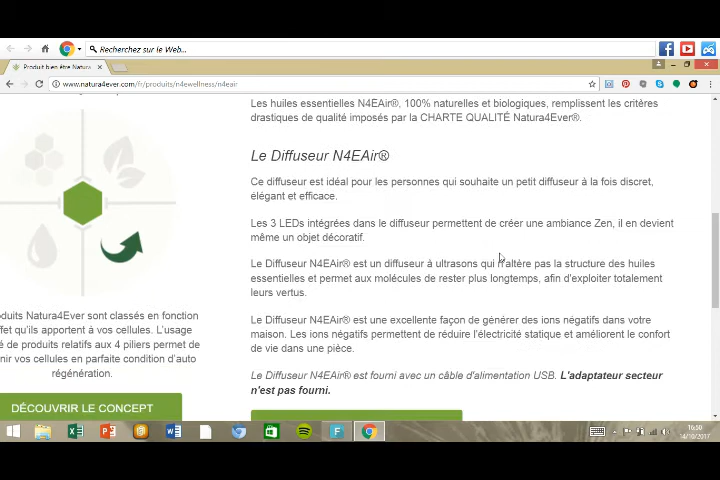 Recherchez sur le Web...
Produit bien être Natura
www.natura4ever.com/fr/produits/n4ewellness/n4eair
Les huiles essentielles N4EAir®, 100% naturelles et biologiques, remplissent les critères
drastiques de qualité imposés par la CHARTE QUALITÉ Natura4Ever®.
Le Diffuseur N4EAir®
Ce diffuseur est idéal pour les personnes qui souhaite un petit diffuseur à la fois discret,
élégant et efficace.
Les 3 LEDs intégrées dans le diffuseur permettent de créer une ambiance Zen, il en devient
même un objet décoratif.
Le Diffuseur N4EAir® est un diffuseur à ultrasons qui n'altère pas la structure des huiles
essentielles et permet aux molécules de rester plus longtemps, afin d'exploiter totalement
leurs vertus.
Le Diffuseur N4EAir® est une excellente façon de générer des ions négatifs dans votre
maison. Les ions négatifs permettent de réduire l'électricité statique et améliorent le confort
de vie dans une pièce.
Le Diffuseur N4EAir® est fourni avec un câble d'alimentation USB. L'adaptateur secteur
n'est pas fourni.
oduits Natura4Ever sont classés en fonction
ffet qu'ils apportent à vos cellules. L'usage
é de produits relatifs aux 4 piliers permet de
nir vos cellules en parfaite condition d'auto
régénération.
DÉCOUVRIR LE CONCEPT
16:50
14/10/2017